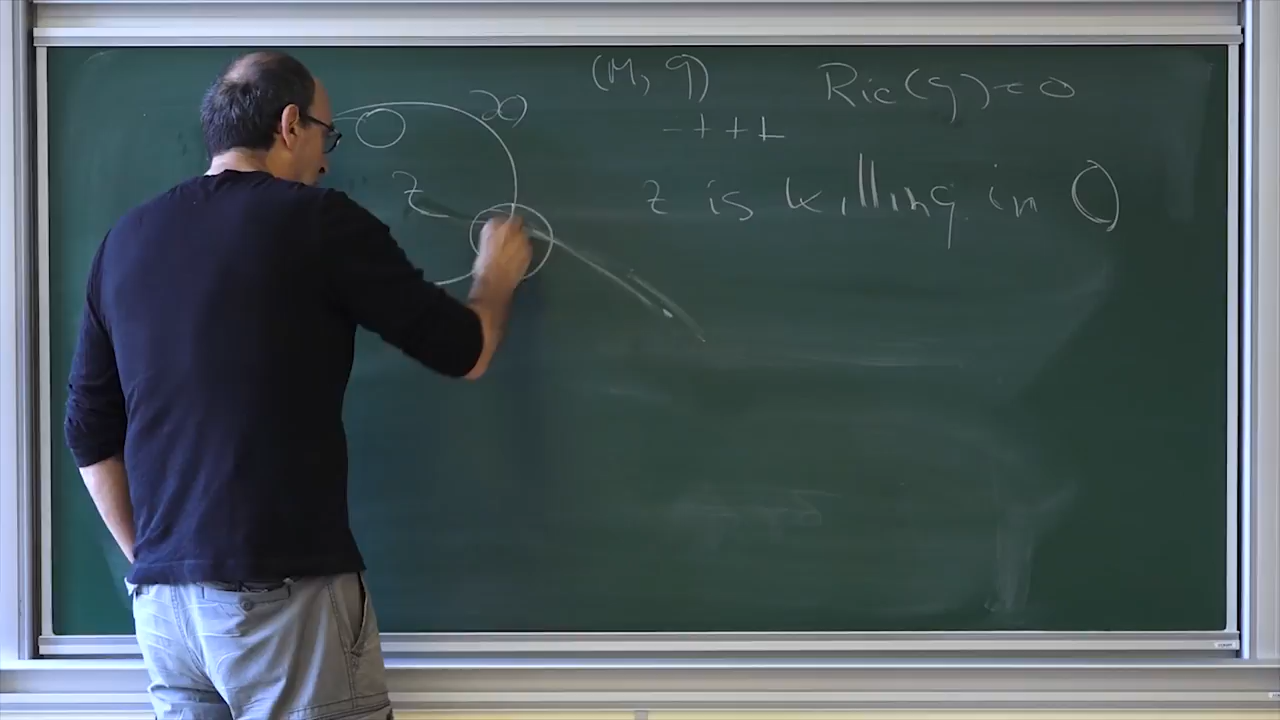 (M, g) Ric(g) = 0
- + + +
∂O
Z
Z is killing in O